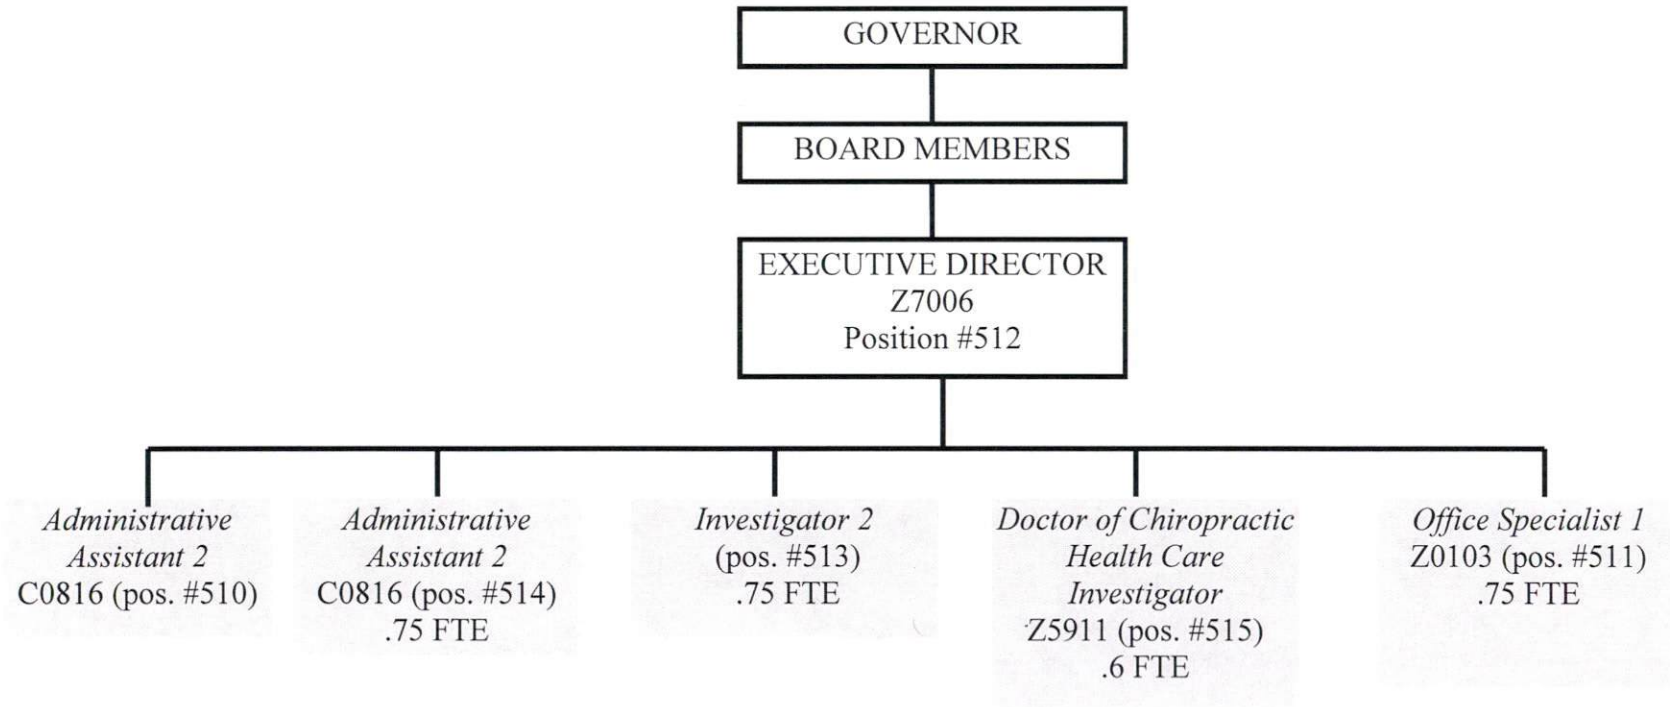 GOVERNOR
BOARD MEMBERS
EXECUTIVE DIRECTOR
Z7006
Position #512
Administrative
Assistant 2
C0816 (pos. #510)
Administrative
Assistant 2
C0816 (pos. #514)
.75 FTE
Investigator 2
(pos. #513)
.75 FTE
Doctor of Chiropractic
Health Care
Investigator
Z5911 (pos. #515)
.6 FTE
Office Specialist 1
Z0103 (pos. #511)
.75 FTE